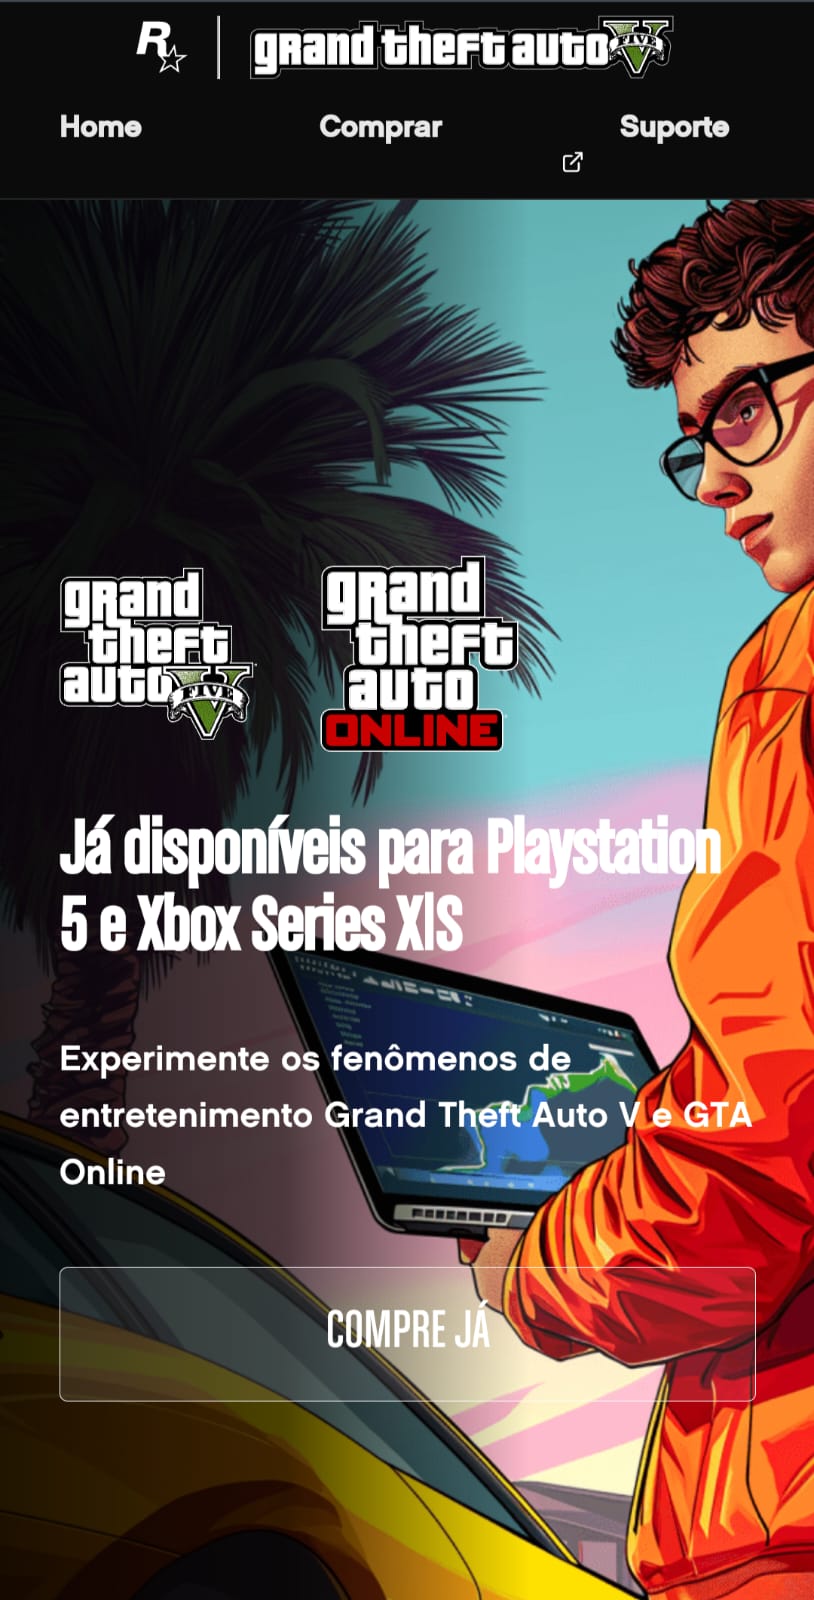 R
grand theft auto V
FIVE
Home
Comprar
Suporte
grand
theft
auto V
FIVE
grand
theft
auto
ONLINE
Já disponíveis para Playstation
5 e Xbox Series X|S
Experimente os fenômenos de
entretenimento Grand Theft Auto V e GTA
Online
COMPRE JÁ